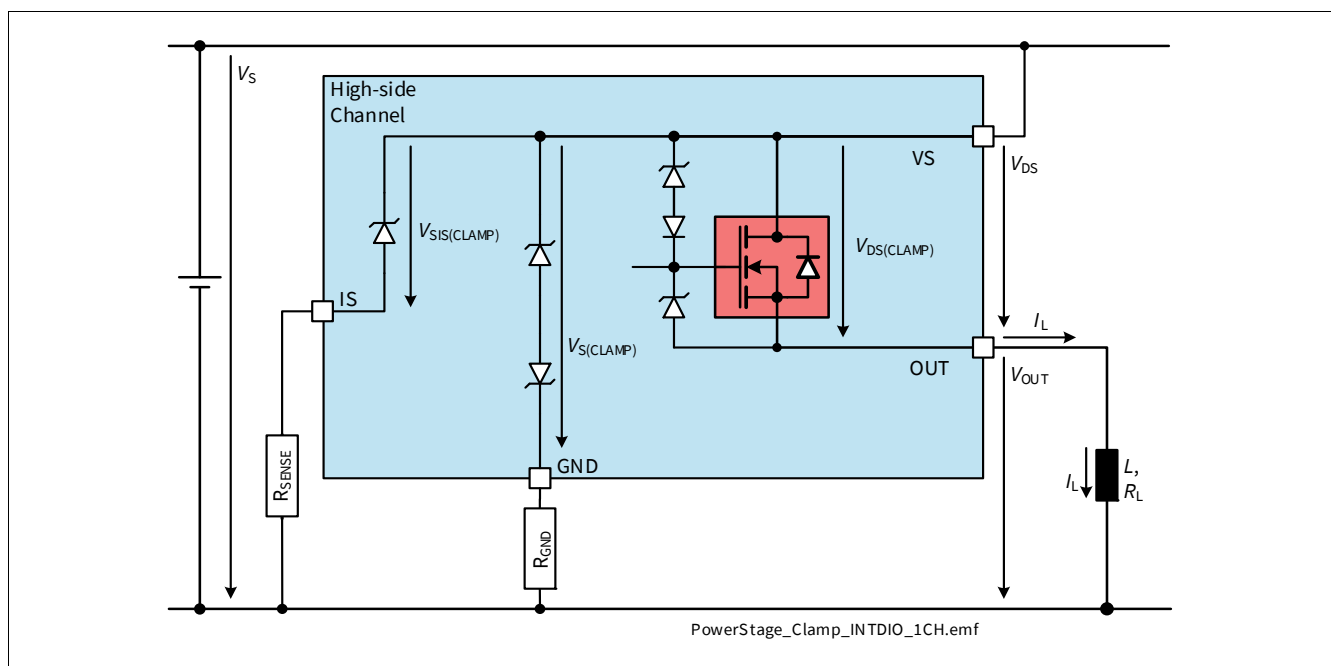 High-side
Channel
VS
VS
VDS
VSIS(CLAMP)
VDS(CLAMP)
IS
VS(CLAMP)
IL
OUT
VOUT
RSENSE
GND
RGND
IL
L,
RL
PowerStage_Clamp_INTDIO_1CH.emf